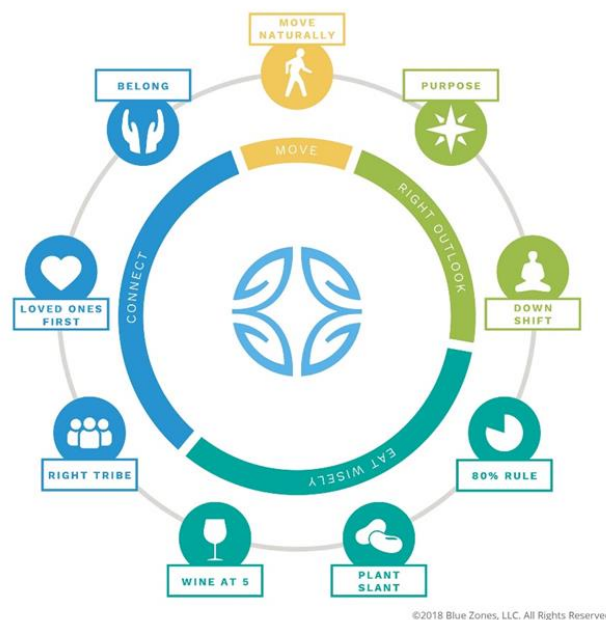 MOVE
NATURALLY
BELONG
PURPOSE
MOVE
RIGHT OUTLOOK
CONNECT
LOVED ONES
FIRST
DOWN
SHIFT
EAT WISELY
RIGHT TRIBE
80% RULE
WINE AT 5
PLANT
SLANT
©2018 Blue Zones, LLC. All Rights Reserved